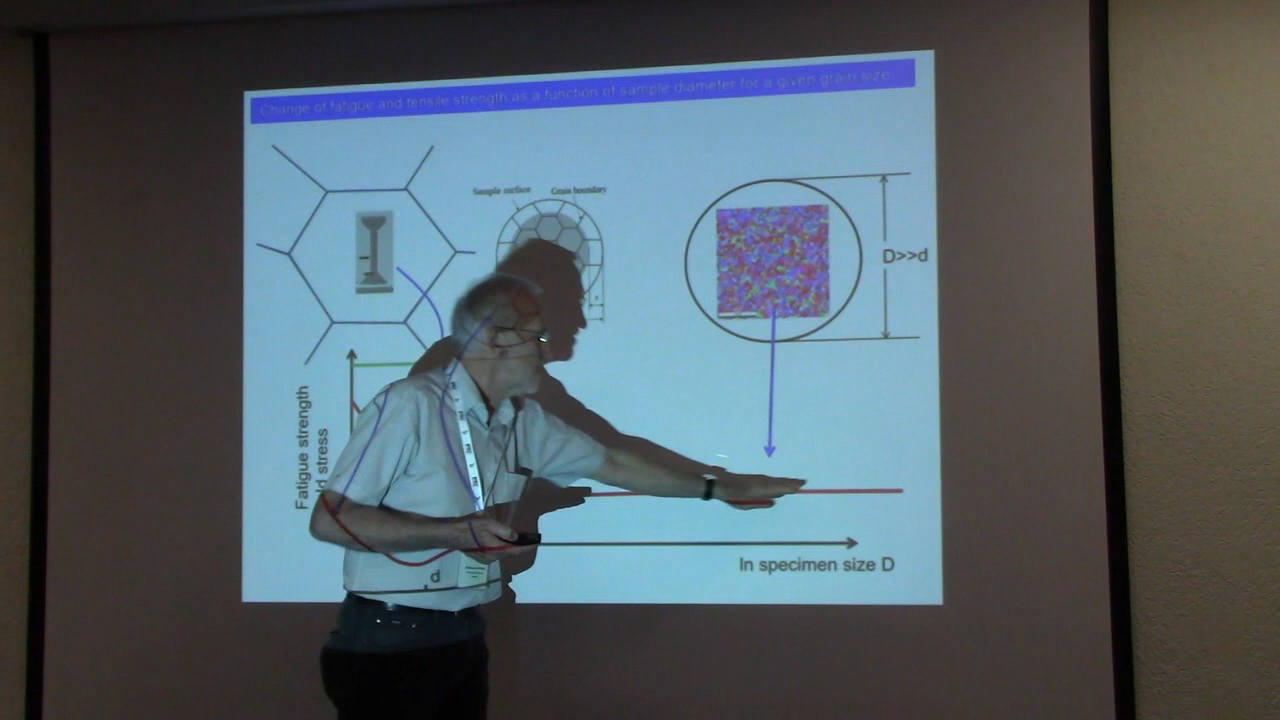 Change of fatigue and tensile strength as a function of sample diameter for a given grain size
Sample surface
Grain boundary
D>>d
Fatigue strength
d stress
d
ln specimen size D